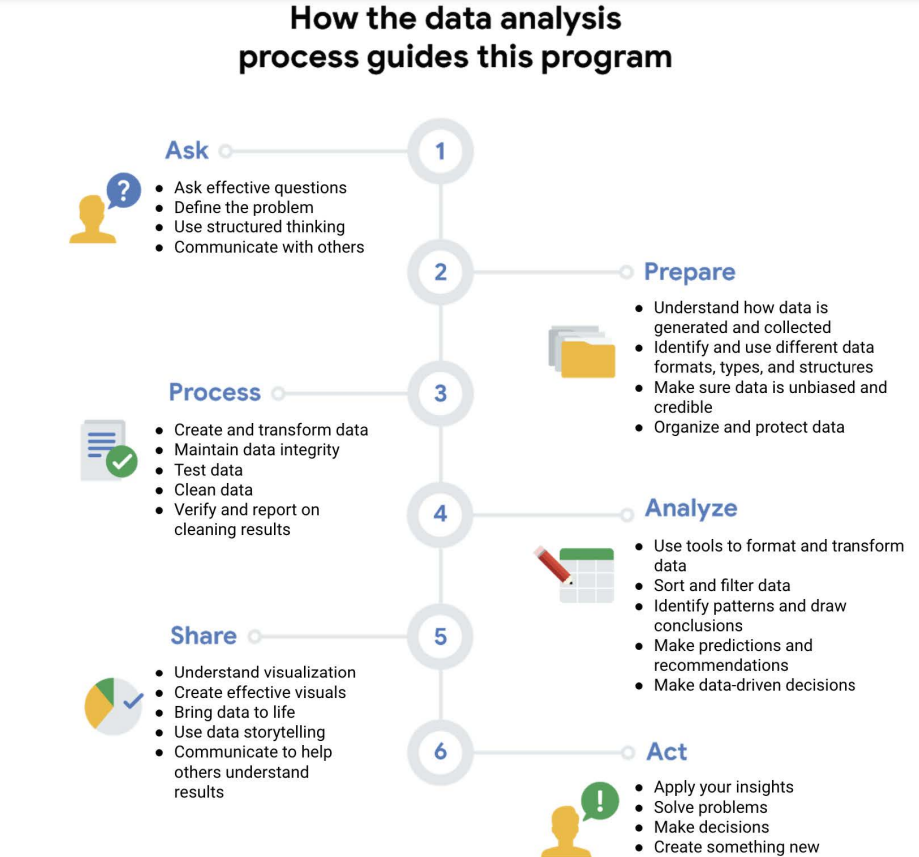 How the data analysis
process guides this program
1
Ask
?
● Ask effective questions
● Define the problem
● Use structured thinking
● Communicate with others
2
Prepare
● Understand how data is
generated and collected
● Identify and use different data
formats, types, and structures
● Make sure data is unbiased and
credible
● Organize and protect data
3
Process
● Create and transform data
● Maintain data integrity
● Test data
● Clean data
● Verify and report on
cleaning results
4
Analyze
● Use tools to format and transform
data
● Sort and filter data
● Identify patterns and draw
conclusions
● Make predictions and
recommendations
● Make data-driven decisions
5
Share
● Understand visualization
● Create effective visuals
● Bring data to life
● Use data storytelling
● Communicate to help
others understand
results
6
Act
!
● Apply your insights
● Solve problems
● Make decisions
● Create something new